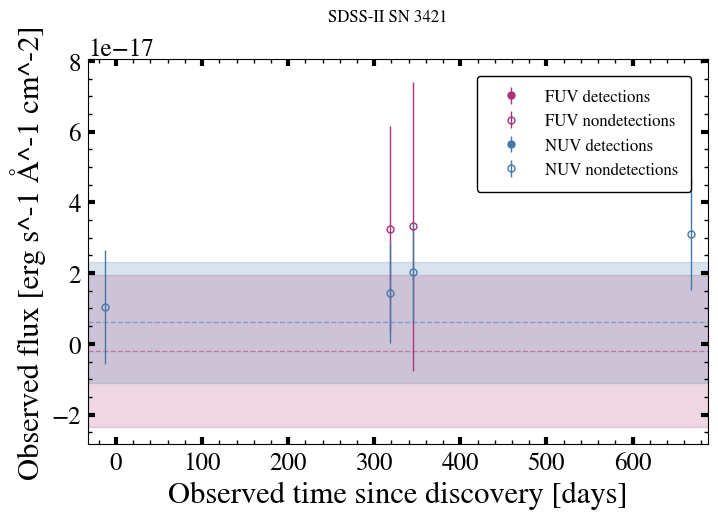 SDSS-II SN 3421
1e−17
8
6
4
2
0
−2
Observed flux [erg s^-1 Å^-1 cm^-2]
FUV detections
FUV nondetections
NUV detections
NUV nondetections
0 100 200 300 400 500 600
Observed time since discovery [days]